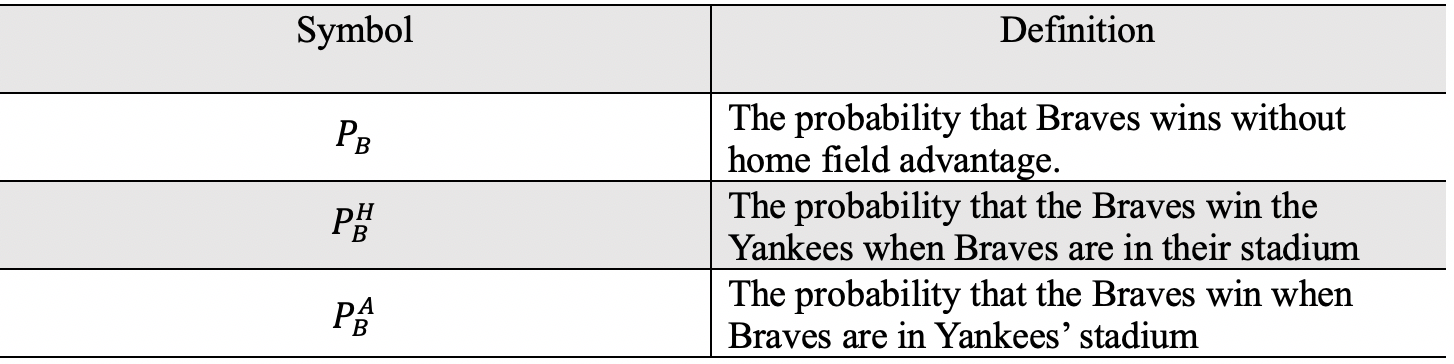 Symbol Definition
P_B The probability that Braves wins without
home field advantage.
P_B^H The probability that the Braves win the
Yankees when Braves are in their stadium
P_B^A The probability that the Braves win when
Braves are in Yankees’ stadium